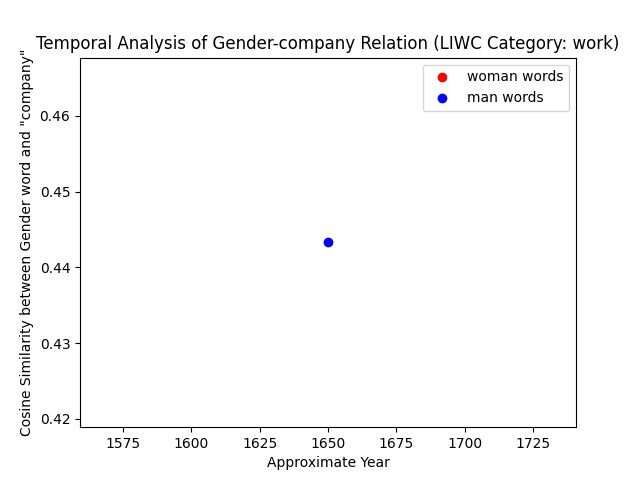 Temporal Analysis of Gender-company Relation (LIWC Category: work)
woman words
man words
Cosine Similarity between Gender word and "company"
0.46
0.45
0.44
0.43
0.42
1575 1600 1625 1650 1675 1700 1725
Approximate Year